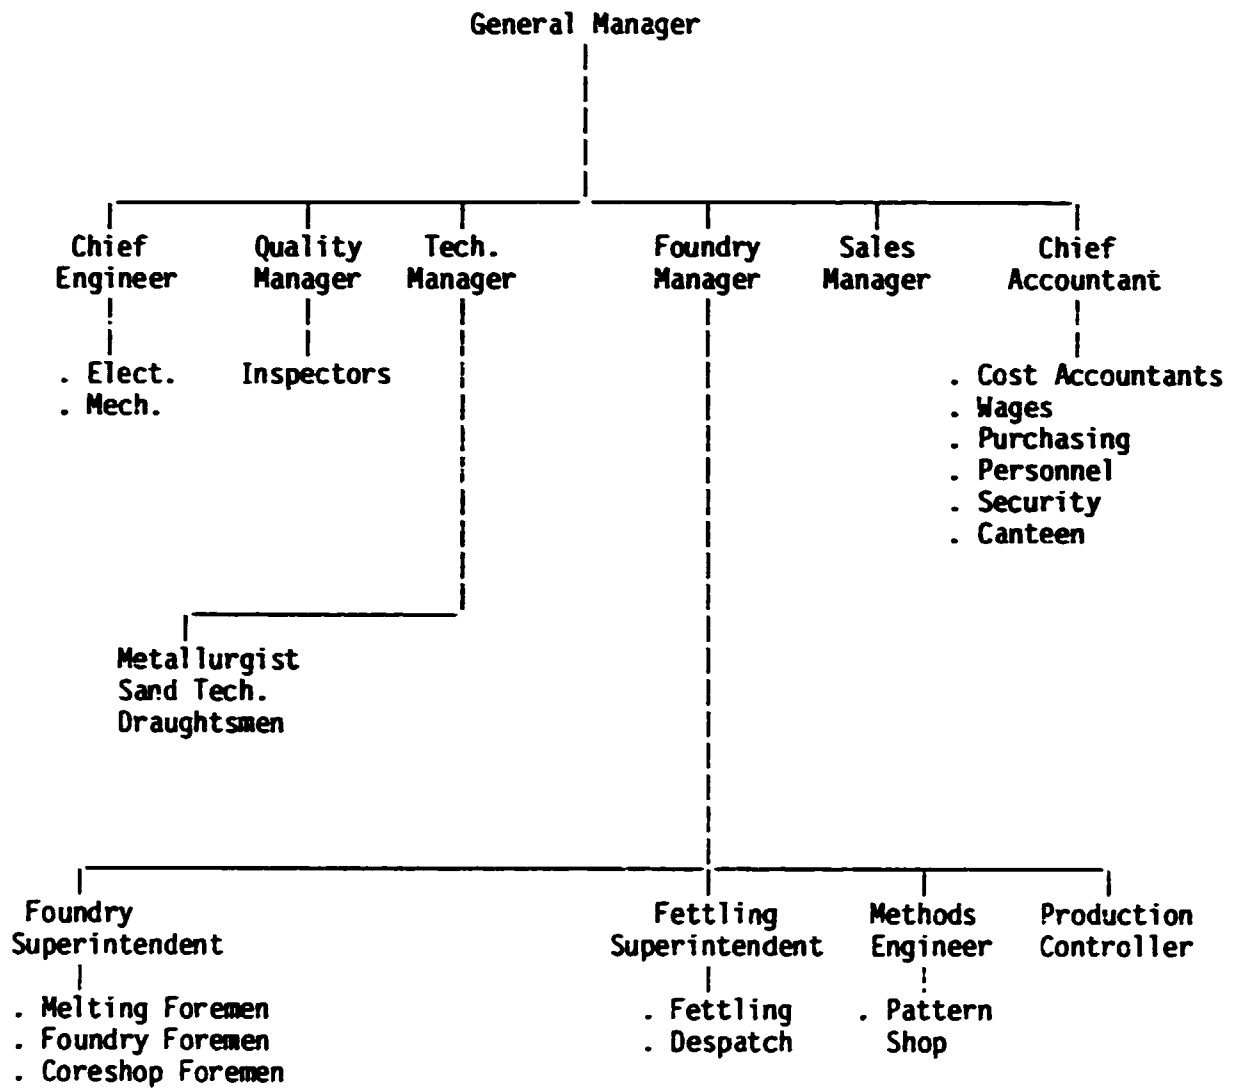 General Manager
Chief Engineer
Quality Manager
Tech. Manager
Foundry Manager
Sales Manager
Chief Accountant
. Elect.
. Mech.
Inspectors
. Cost Accountants
. Wages
. Purchasing
. Personnel
. Security
. Canteen
Metallurgist
Sand Tech.
Draughtsmen
Foundry
Superintendent
Fettling
Superintendent
Methods
Engineer
Production
Controller
. Melting Foremen
. Foundry Foremen
. Coreshop Foremen
. Fettling
. Despatch
. Pattern
Shop